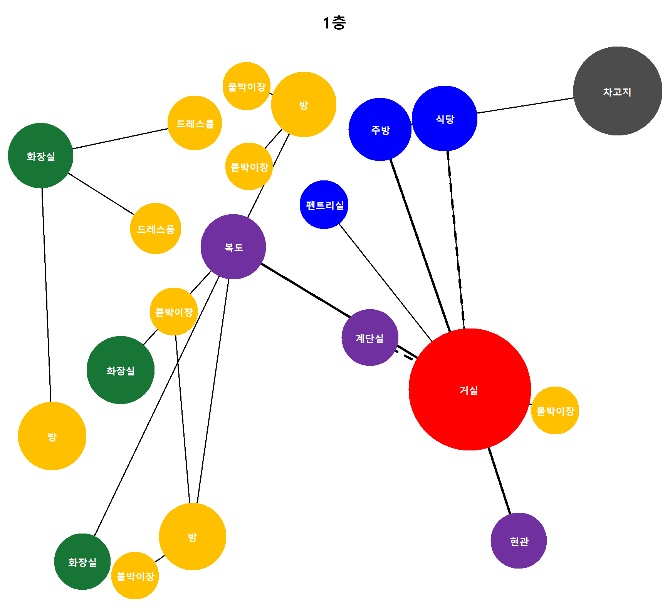 1층
붙박이장
방
차고지
드레스룸
주방
식당
화장실
붙박이장
펜트리실
드레스룸
복도
붙박이장
계단실
화장실
거실
붙박이장
방
방
현관
화장실
붙박이장